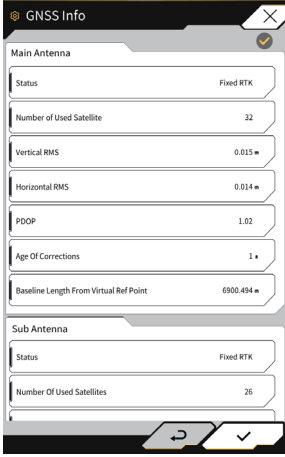 GNSS Info
Main Antenna
Status Fixed RTK
Number of Used Satellite 32
Vertical RMS 0.015 m
Horizontal RMS 0.014 m
PDOP 1.02
Age Of Corrections 1 s
Baseline Length From Virtual Ref Point 6900.494 m
Sub Antenna
Status Fixed RTK
Number Of Used Satellites 26